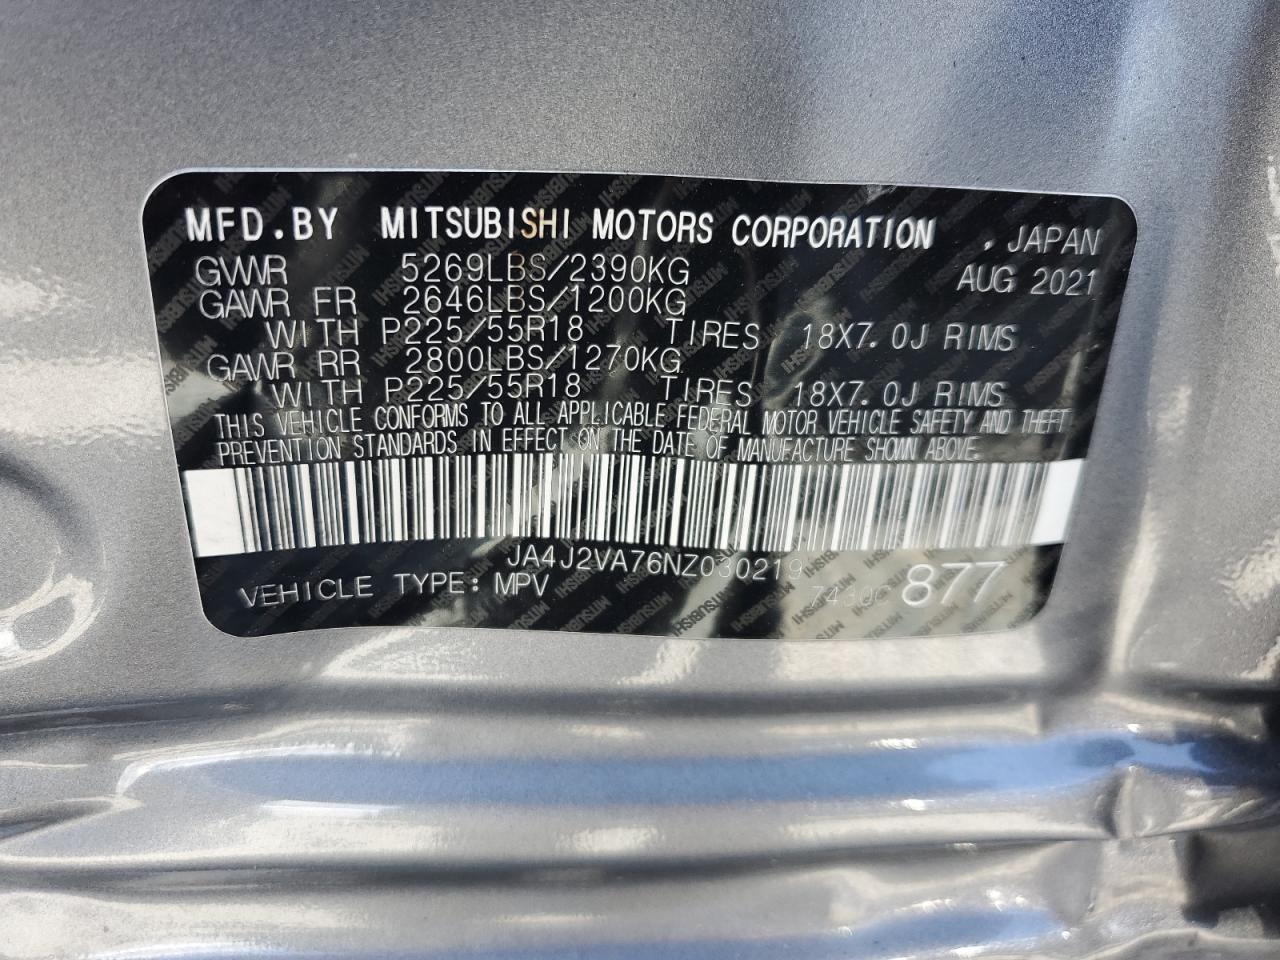 MFD.BY MITSUBISHI MOTORS CORPORATION , JAPAN
GVWR 5269LBS/2390KG AUG 2021
GAWR FR 2646LBS/1200KG
WITH P225/55R18 TIRES 18X7.0J RIMS
GAWR RR 2800LBS/1270KG
WITH P225/55R18 TIRES 18X7.0J RIMS
THIS VEHICLE CONFORMS TO ALL APPLICABLE FEDERAL MOTOR VEHICLE SAFETY AND THEFT
PREVENTION STANDARDS IN EFFECT ON THE DATE OF MANUFACTURE SHOWN ABOVE.
JA4J2VA76NZ030219
VEHICLE TYPE: MPV 7430C 877